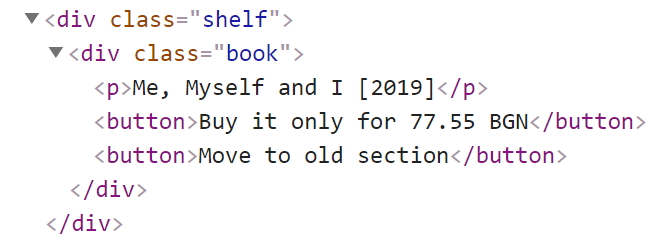 ▼<div class="shelf">
▼<div class="book">
<p>Me, Myself and I [2019]</p>
<button>Buy it only for 77.55 BGN</button>
<button>Move to old section</button>
</div>
</div>